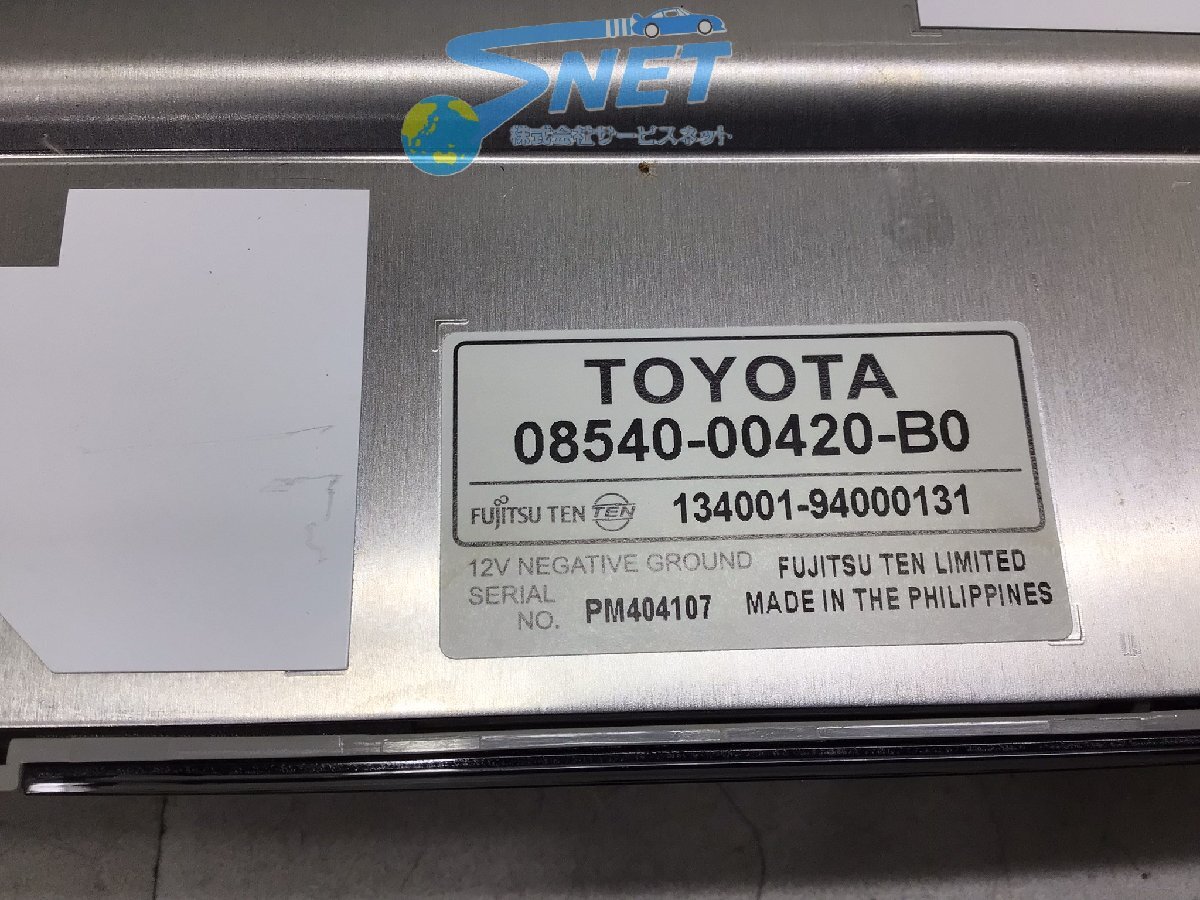 SNET
株式会社サービスネット
TOYOTA
08540-00420-B0
FUJITSU TEN TEN 134001-94000131
12V NEGATIVE GROUND FUJITSU TEN LIMITED
SERIAL NO. PM404107 MADE IN THE PHILIPPINES